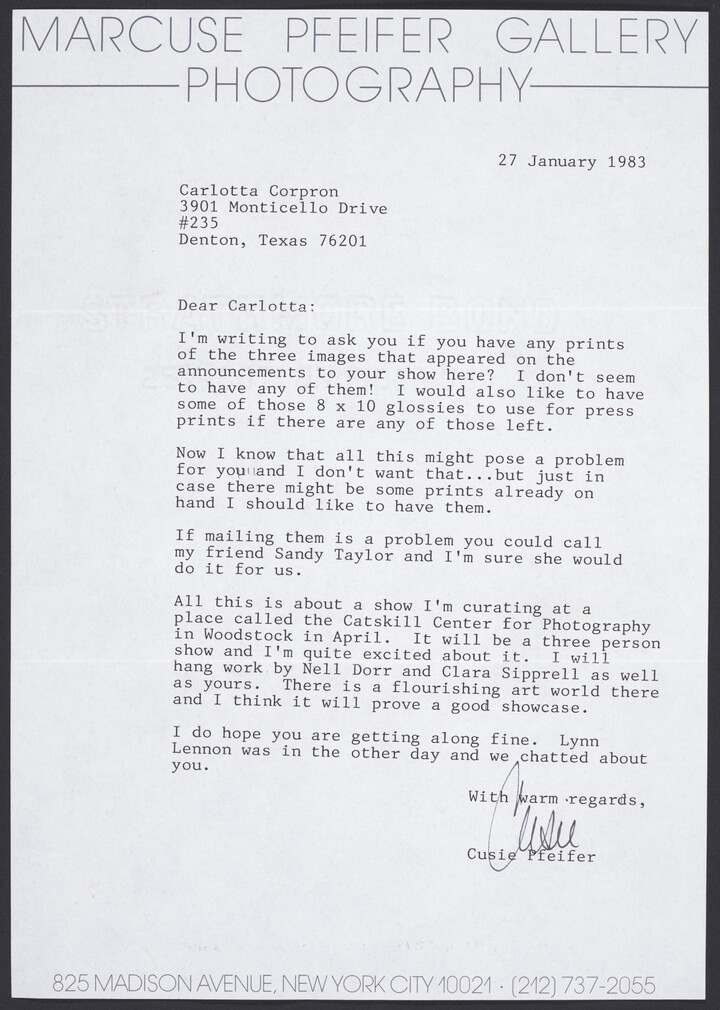 MARCUSE PFEIFER GALLERY
PHOTOGRAPHY
27 January 1983
Carlotta Corpron
3901 Monticello Drive
#235
Denton, Texas 76201
Dear Carlotta:
I'm writing to ask you if you have any prints
of the three images that appeared on the
announcements to your show here?  I don't seem
to have any of them!  I would also like to have
some of those 8 x 10 glossies to use for press
prints if there are any of those left.
Now I know that all this might pose a problem
for you and I don't want that...but just in
case there might be some prints already on
hand I should like to have them.
If mailing them is a problem you could call
my friend Sandy Taylor and I'm sure she would
do it for us.
All this is about a show I'm curating at a
place called the Catskill Center for Photography
in Woodstock in April.  It will be a three person
show and I'm quite excited about it.  I will
hang work by Nell Dorr and Clara Sipprell as well
as yours.  There is a flourishing art world there
and I think it will prove a good showcase.
I do hope you are getting along fine.  Lynn
Lennon was in the other day and we chatted about
you.
With warm regards,
Cusie
Cusie Pfeifer
825 MADISON AVENUE, NEW YORK CITY 10021 · (212) 737-2055